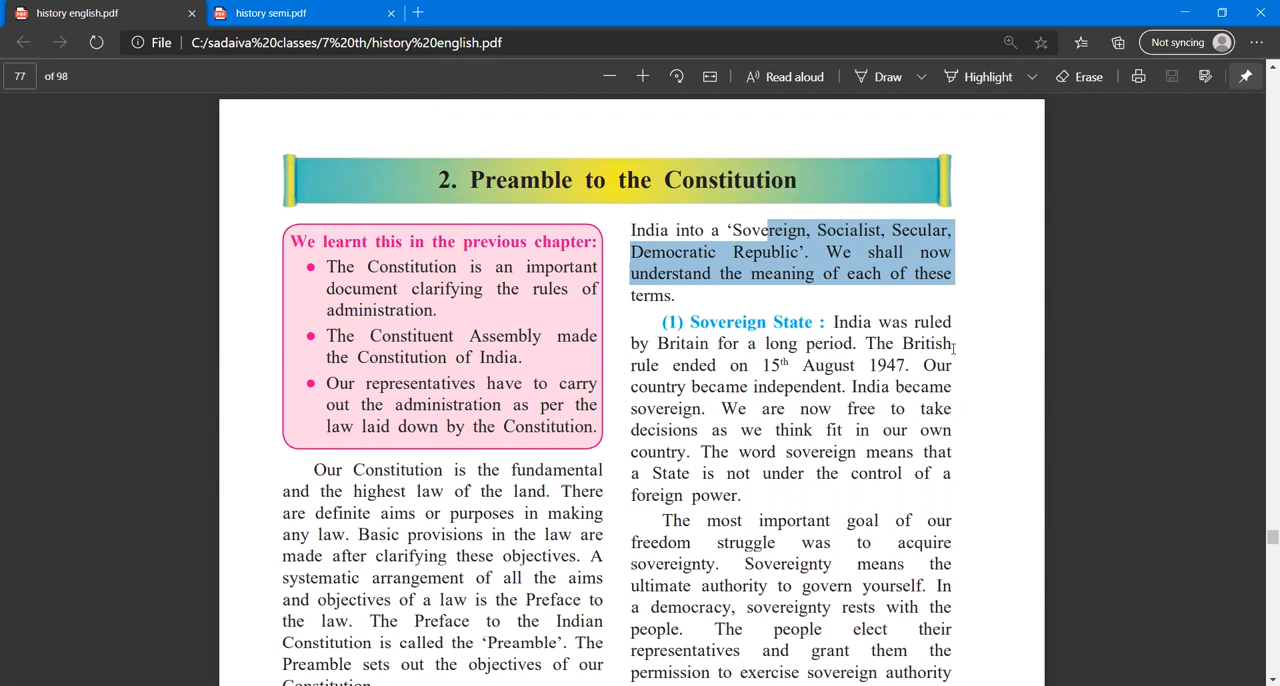 history english.pdf
history semi.pdf
File
C:/sadaiva%20classes/7%20th/history%20english.pdf
Not syncing
77 of 98
Read aloud
Draw
Highlight
Erase
2. Preamble to the Constitution
We learnt this in the previous chapter:
• The Constitution is an important
document clarifying the rules of
administration.
• The Constituent Assembly made
the Constitution of India.
• Our representatives have to carry
out the administration as per the
law laid down by the Constitution.
Our Constitution is the fundamental
and the highest law of the land. There
are definite aims or purposes in making
any law. Basic provisions in the law are
made after clarifying these objectives. A
systematic arrangement of all the aims
and objectives of a law is the Preface to
the law. The Preface to the Indian
Constitution is called the ‘Preamble’. The
Preamble sets out the objectives of our
Constitution.
India into a ‘Sovereign, Socialist, Secular,
Democratic Republic’. We shall now
understand the meaning of each of these
terms.
(1) Sovereign State : India was ruled
by Britain for a long period. The British
rule ended on 15th August 1947. Our
country became independent. India became
sovereign. We are now free to take
decisions as we think fit in our own
country. The word sovereign means that
a State is not under the control of a
foreign power.
The most important goal of our
freedom struggle was to acquire
sovereignty. Sovereignty means the
ultimate authority to govern yourself. In
a democracy, sovereignty rests with the
people. The people elect their
representatives and grant them the
permission to exercise sovereign authority